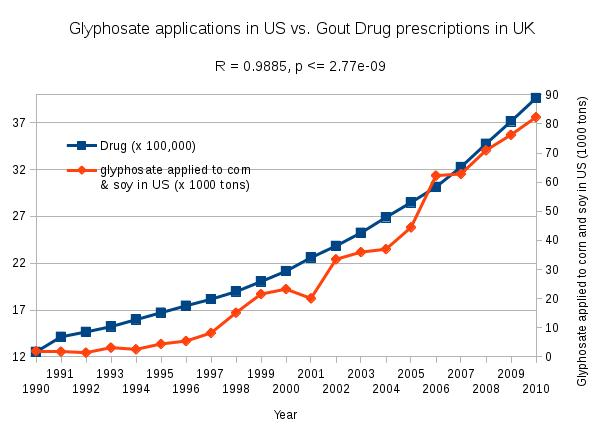 Glyphosate applications in US vs. Gout Drug prescriptions in UK
R = 0.9885, p <= 2.77e-09
Drug (x 100,000)
glyphosate applied to corn
& soy in US (x 1000 tons)
37
32
27
22
17
12
90
80
70
60
50
40
30
20
10
0
Glyphosate applied to corn and soy in US (1000 tons)
1991 1993 1995 1997 1999 2001 2003 2005 2007 2009
1990 1992 1994 1996 1998 2000 2002 2004 2006 2008 2010
Year